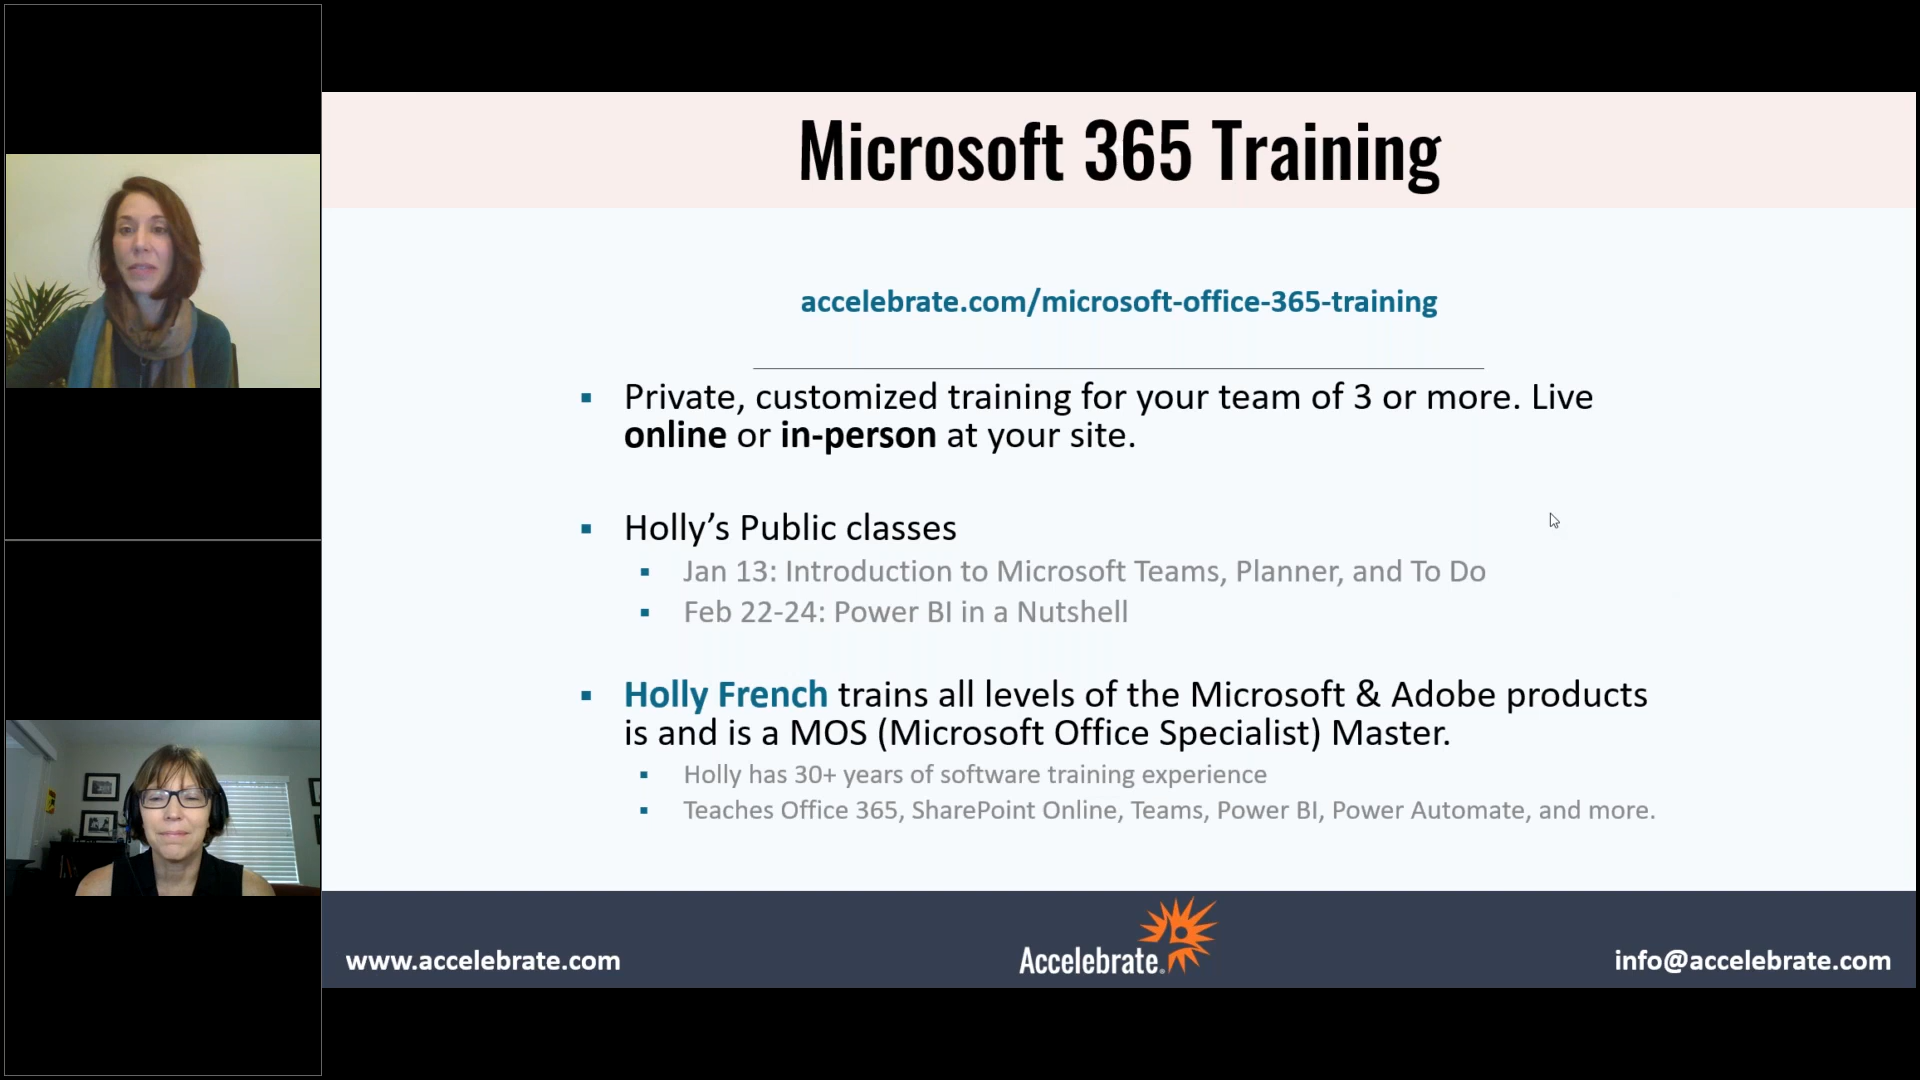 Microsoft 365 Training
accelebrate.com/microsoft-office-365-training
Private, customized training for your team of 3 or more. Live
online or in-person at your site.
Holly’s Public classes
Jan 13: Introduction to Microsoft Teams, Planner, and To Do
Feb 22-24: Power BI in a Nutshell
Holly French trains all levels of the Microsoft & Adobe products
is and is a MOS (Microsoft Office Specialist) Master.
Holly has 30+ years of software training experience
Teaches Office 365, SharePoint Online, Teams, Power BI, Power Automate, and more.
www.accelebrate.com
Accelebrate®
info@accelebrate.com